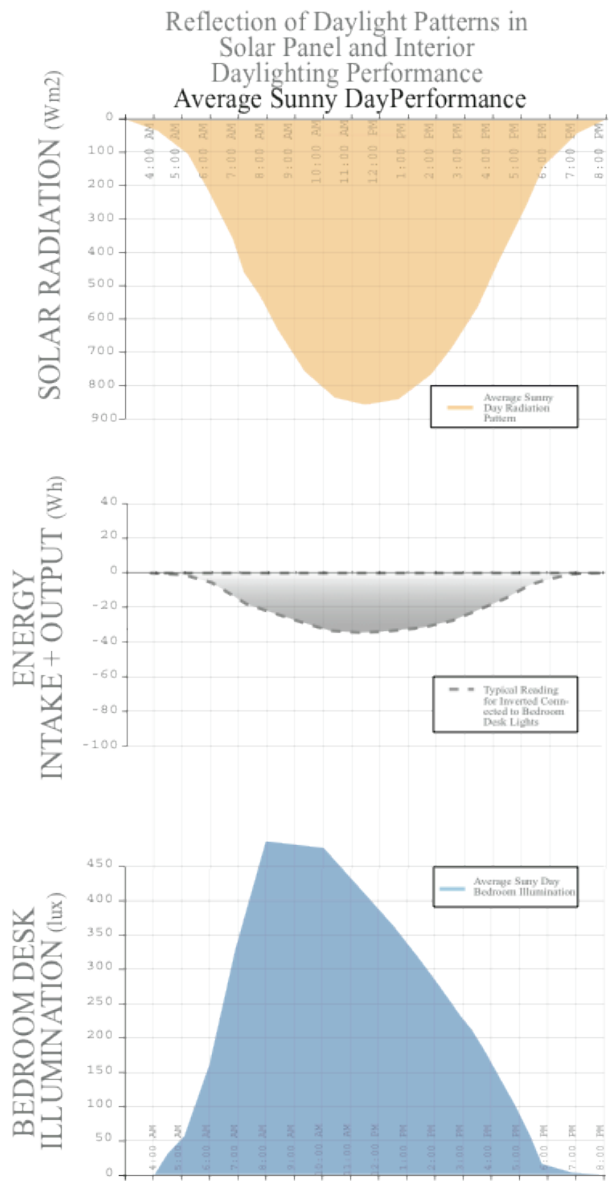 Reflection of Daylight Patterns in
Solar Panel and Interior
Daylighting Performance
Average Sunny DayPerformance
SOLAR RADIATION (Wm2)
0
100
200
300
400
500
600
700
800
900
4:00 AM
5:00 AM
6:00 AM
7:00 AM
8:00 AM
9:00 AM
10:00 AM
11:00 AM
12:00 PM
1:00 PM
2:00 PM
3:00 PM
4:00 PM
5:00 PM
6:00 PM
7:00 PM
8:00 PM
Average Sunny
Day Radiation
Pattern
ENERGY
INTAKE + OUTPUT (Wh)
40
20
0
-20
-40
-60
-80
-100
Typical Reading
for Inverted Conn-
ected to Bedroom
Desk Lights
BEDROOM DESK
ILLUMINATION (lux)
450
400
350
300
250
200
150
100
50
0
Average Suny Day
Bedroom Illumination
4:00 AM
5:00 AM
6:00 AM
7:00 AM
8:00 AM
9:00 AM
10:00 AM
11:00 AM
12:00 PM
1:00 PM
2:00 PM
3:00 PM
4:00 PM
5:00 PM
6:00 PM
7:00 PM
8:00 PM